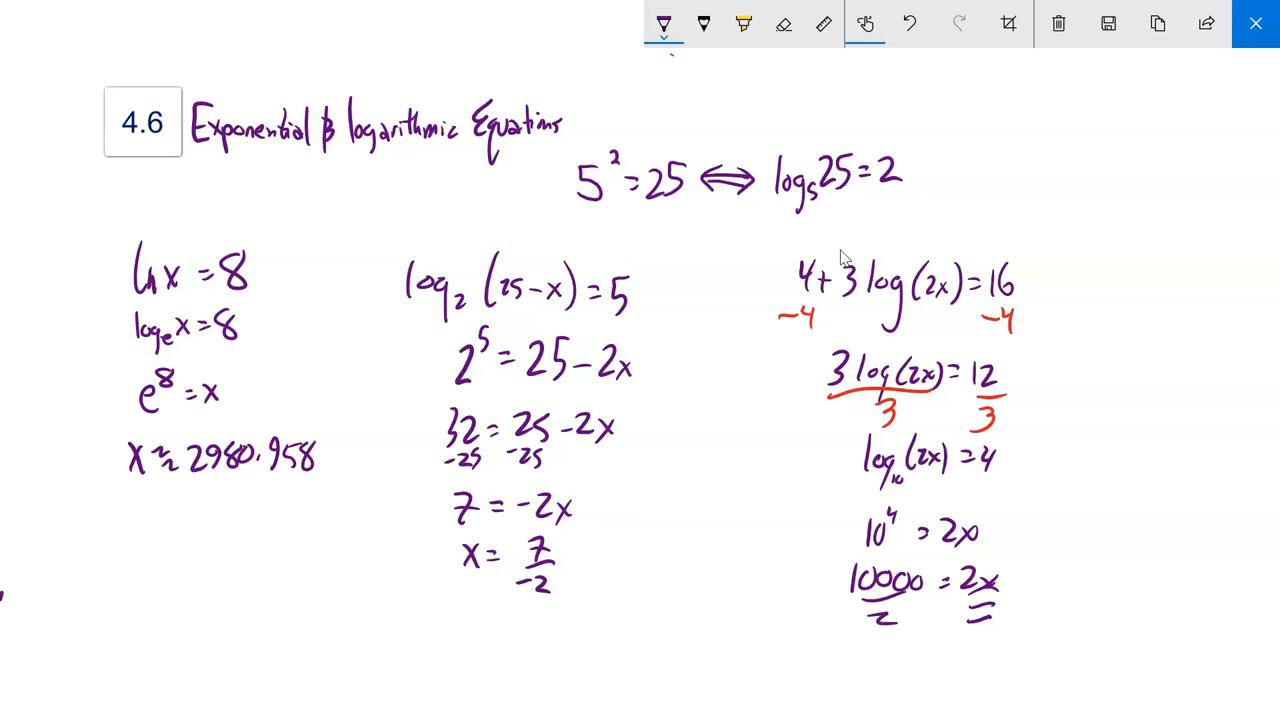 4.6 Exponential & logarithmic Equations
5² = 25 ⟺ log₅25 = 2
ln x = 8
logₑx = 8
e⁸ = x
x ≈ 2980.958
log₂(25 - x) = 5
2⁵ = 25 - 2x
32 = 25 - 2x
-25 -25
7 = -2x
x = 7/-2
4 + 3 log(2x) = 16
-4 -4
3 log(2x) = 12
3 3
log₁₀(2x) = 4
10⁴ = 2x
10000 = 2x
2